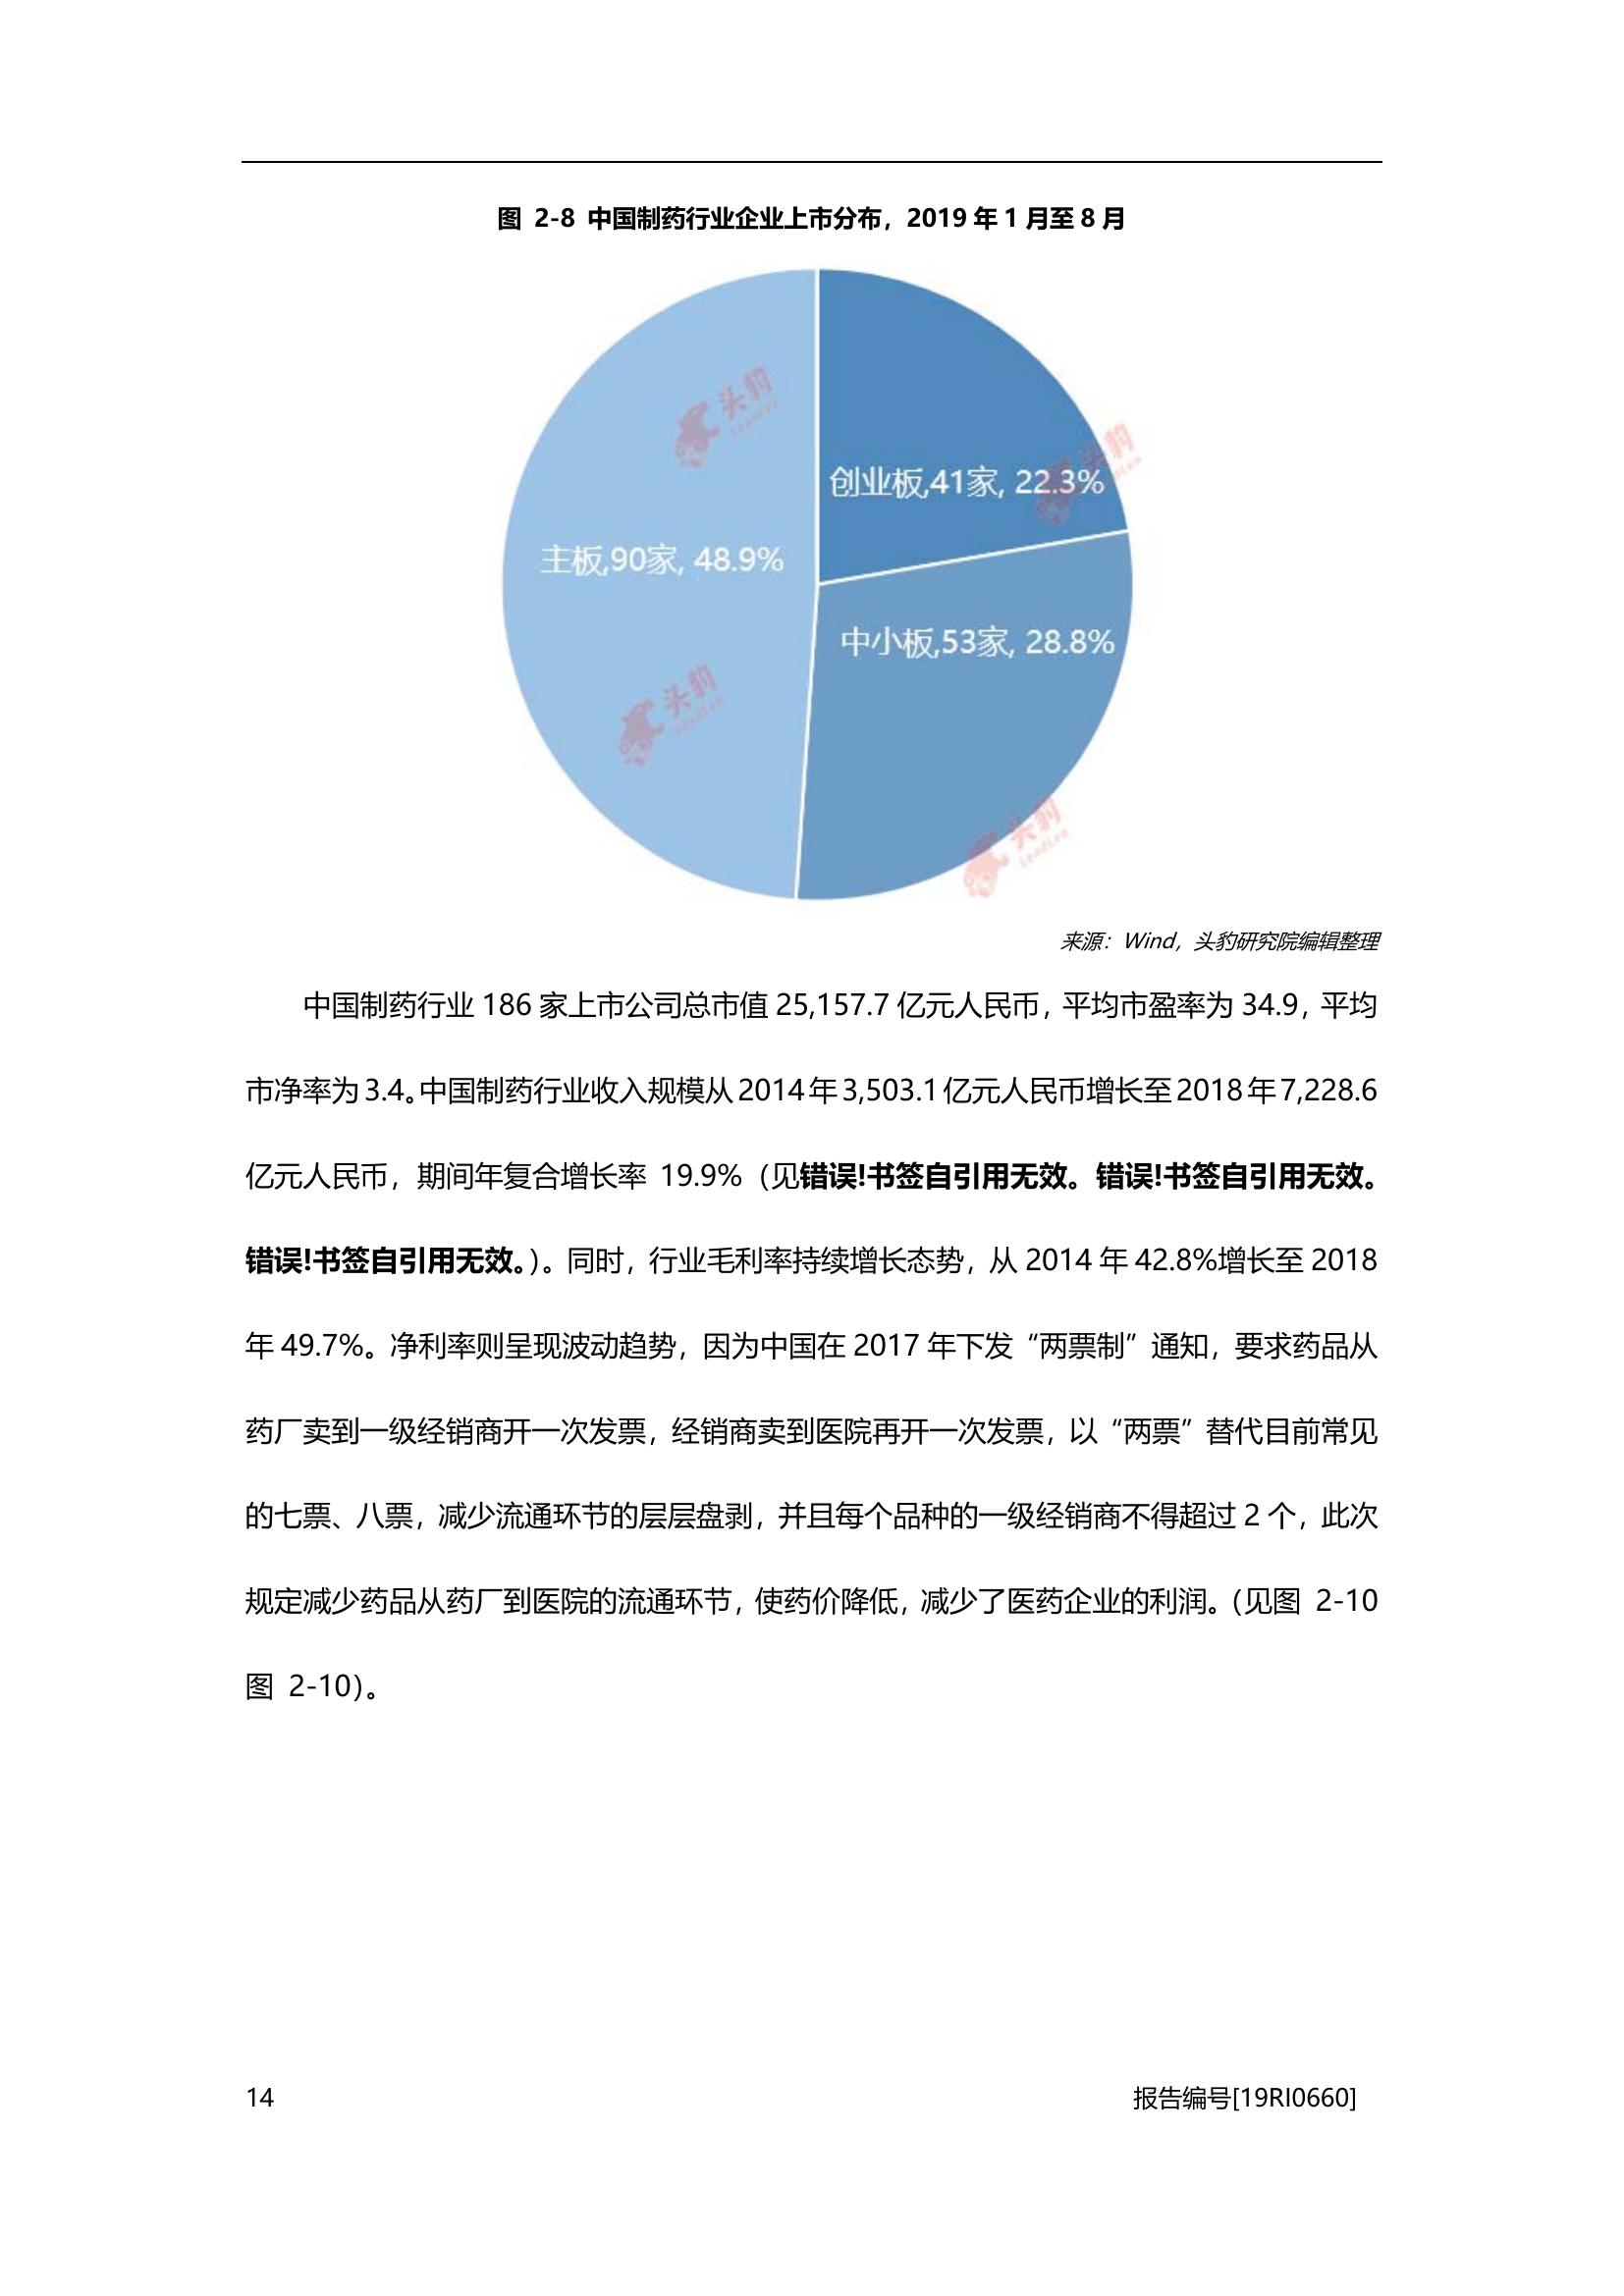 图 2-8 中国制药行业企业上市分布，2019 年 1 月至 8 月
头豹
LeadLeo
头豹
创业板,41家, 22.3%
主板,90家, 48.9%
中小板,53家, 28.8%
头豹
LeadLeo
头豹
LeadLeo
来源：Wind，头豹研究院编辑整理
中国制药行业 186 家上市公司总市值 25,157.7 亿元人民币，平均市盈率为 34.9，平均
市净率为 3.4。中国制药行业收入规模从 2014 年 3,503.1 亿元人民币增长至 2018 年 7,228.6
亿元人民币，期间年复合增长率 19.9%（见错误!书签自引用无效。错误!书签自引用无效。
错误!书签自引用无效。）。同时，行业毛利率持续增长态势，从 2014 年 42.8%增长至 2018
年 49.7%。净利率则呈现波动趋势，因为中国在 2017 年下发“两票制”通知，要求药品从
药厂卖到一级经销商开一次发票，经销商卖到医院再开一次发票，以“两票”替代目前常见
的七票、八票，减少流通环节的层层盘剥，并且每个品种的一级经销商不得超过 2 个，此次
规定减少药品从药厂到医院的流通环节，使药价降低，减少了医药企业的利润。（见图 2-10
图 2-10）。
14 报告编号[19RI0660]